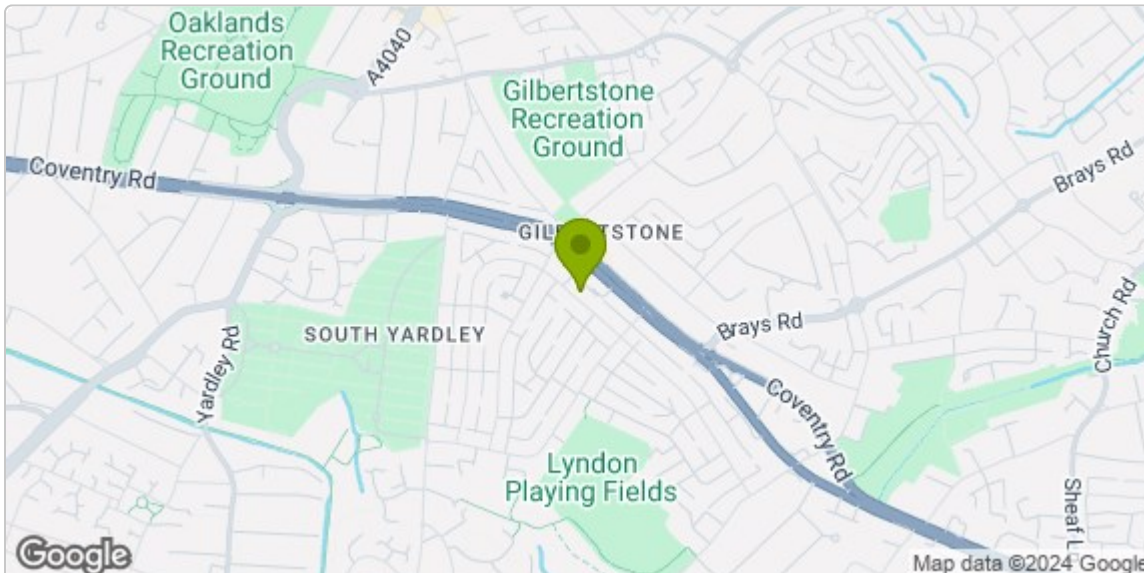 Oaklands
Recreation
Ground
A4040
Gilbertstone
Recreation
Ground
Coventry Rd
Brays Rd
GILBERTSTONE
SOUTH YARDLEY
Brays Rd
Church Rd
Yardley Rd
Coventry Rd
Lyndon
Playing Fields
Sheaf L
Google
Map data ©2024 Google